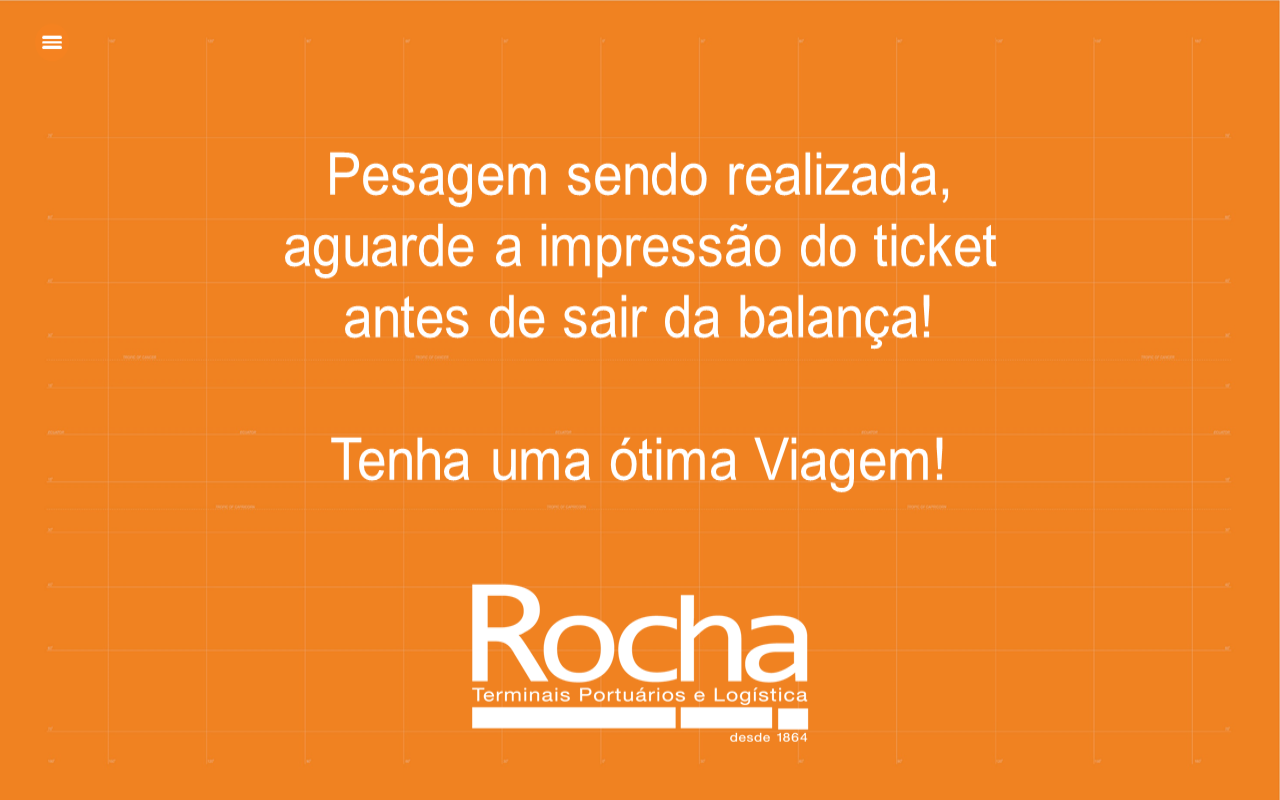 Pesagem sendo realizada,
aguarde a impressão do ticket
antes de sair da balança!
Tenha uma ótima Viagem!
Rocha
Terminais Portuários e Logística
desde 1864